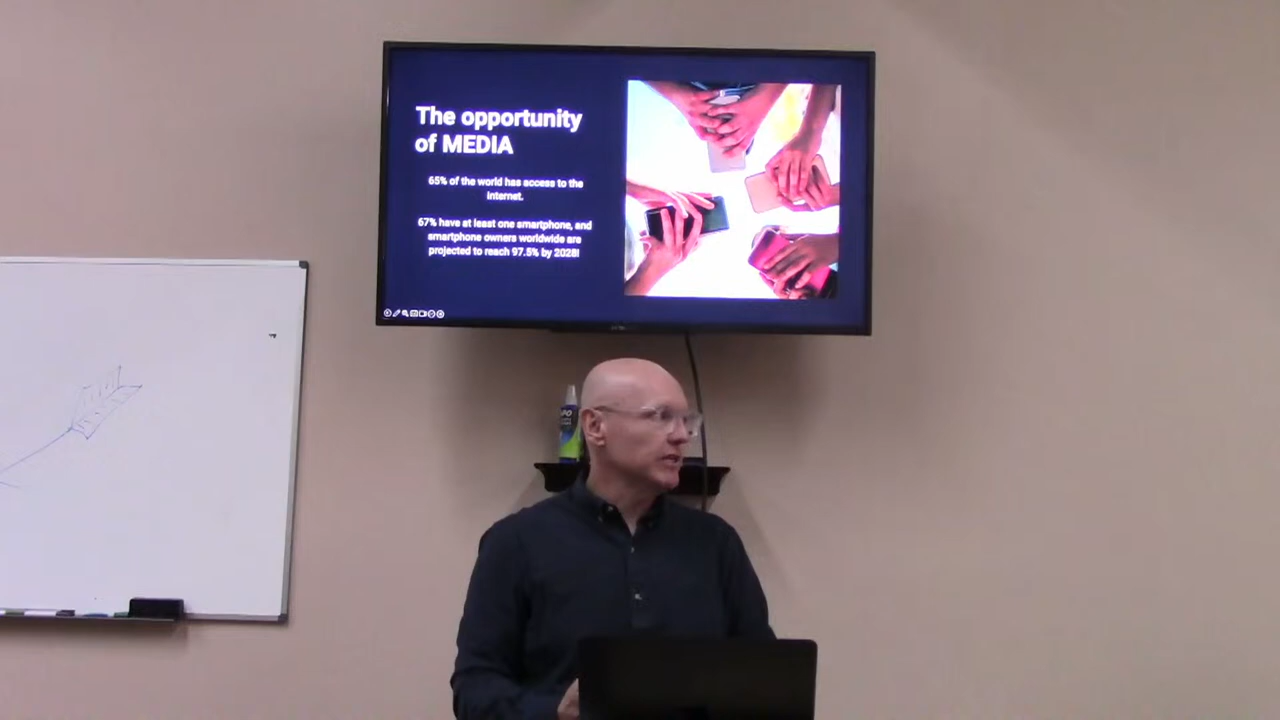 The opportunity
of MEDIA
65% of the world has access to the
internet.
67% have at least one smartphone, and
smartphone owners worldwide are
projected to reach 97.5% by 2028!